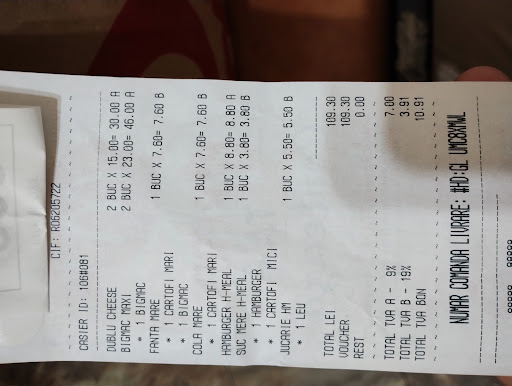 CIF: RO6205722
CASIER ID: 106#081
DUBLU CHEESE 2 BUC X 15.00= 30.00 A
BIGMAC MAXI 2 BUC X 23.00= 46.00 A
* 1 BIGMAC
FANTA MARE 1 BUC X 7.60= 7.60 B
* 1 CARTOFI MARI
* 1 BIGMAC
COLA MARE 1 BUC X 7.60= 7.60 B
* 1 CARTOFI MARI
HAMBURGER H-MEAL 1 BUC X 8.80= 8.80 A
SUC MERE H-MEAL 1 BUC X 3.80= 3.80 B
* 1 HAMBURGER
* 1 CARTOFI MICI
JUCARIE HM 1 BUC X 5.50= 5.50 B
* 1 LEU
TOTAL LEI 109.30
VOUCHER 109.30
REST 0.00
TOTAL TVA A - 9% 7.00
TOTAL TVA B - 19% 3.91
TOTAL TVA BON 10.91
NUMAR COMANDA LIVRARE: #HD:GL